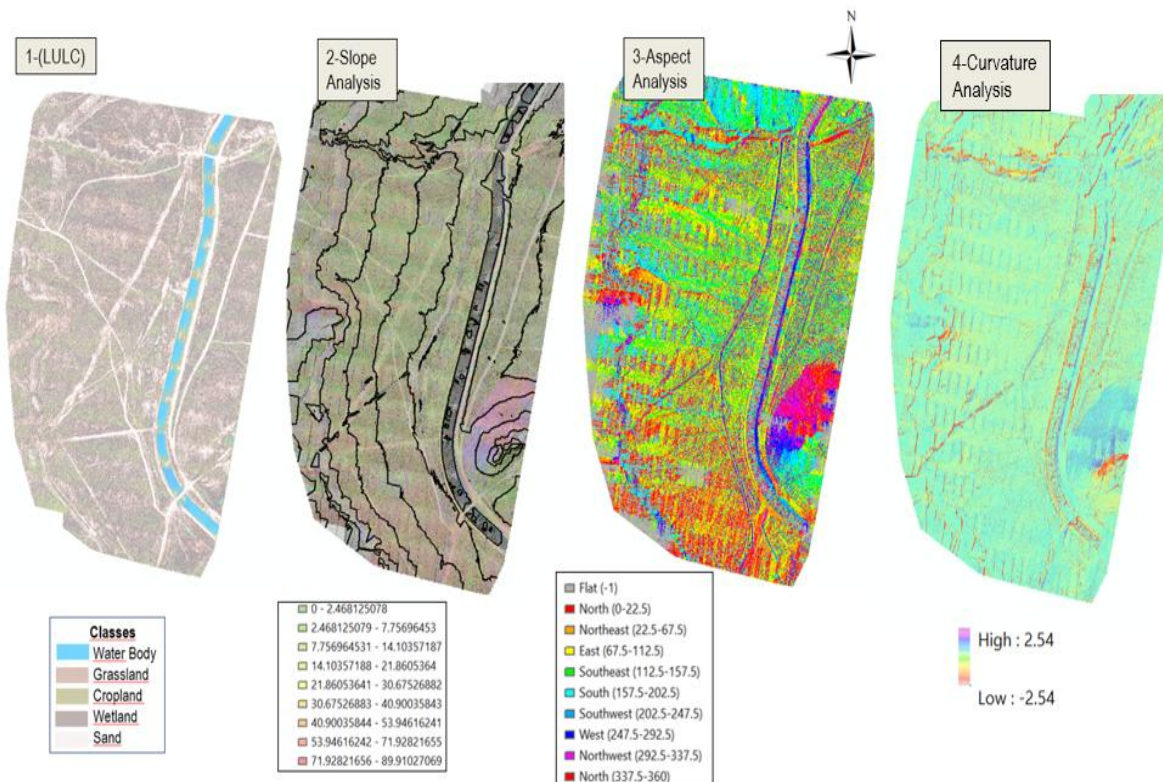 1-(LULC)
2-Slope
Analysis
3-Aspect
Analysis
N
4-Curvature
Analysis
Classes
Water Body
Grassland
Cropland
Wetland
Sand
0 - 2.468125078
2.468125079 - 7.75696453
7.756964531 - 14.10357187
14.10357188 - 21.8605364
21.86053641 - 30.67526882
30.67526883 - 40.90035843
40.90035844 - 53.94616241
53.94616242 - 71.92821655
71.92821656 - 89.91027069
Flat (-1)
North (0-22.5)
Northeast (22.5-67.5)
East (67.5-112.5)
Southeast (112.5-157.5)
South (157.5-202.5)
Southwest (202.5-247.5)
West (247.5-292.5)
Northwest (292.5-337.5)
North (337.5-360)
High : 2.54
Low : -2.54